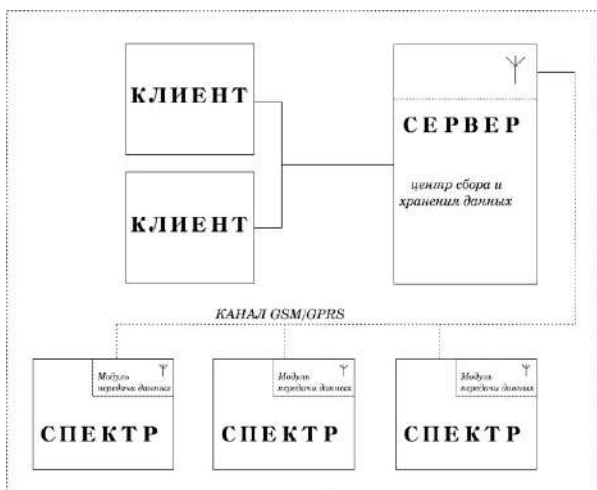 КЛИЕНТ
СЕРВЕР
центр сбора и
хранения данных
КЛИЕНТ
КАНАЛ GSM/GPRS
Модуль
передачи данных
СПЕКТР
Модуль
передачи данных
СПЕКТР
Модуль
передачи данных
СПЕКТР